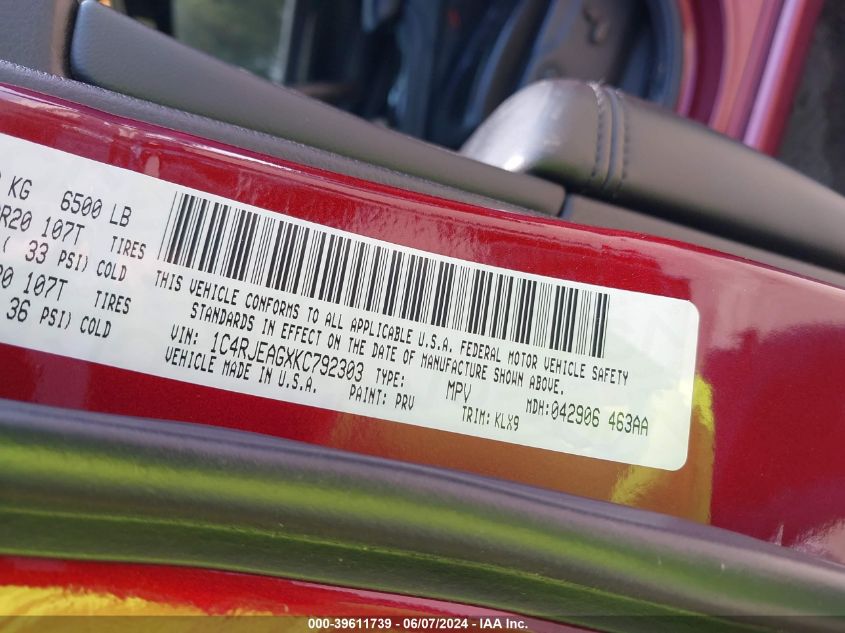 KG 6500 LB
R20 107T TIRES
( 33 PSI) COLD
20 107T TIRES
36 PSI) COLD
THIS VEHICLE CONFORMS TO ALL APPLICABLE U.S.A. FEDERAL MOTOR VEHICLE SAFETY
STANDARDS IN EFFECT ON THE DATE OF MANUFACTURE SHOWN ABOVE.
VIN: 1C4RJEAGXKC792303 TYPE: MPV MDH:042906 463AA
VEHICLE MADE IN U.S.A. PAINT: PRV TRIM: KLX9
000-39611739 - 06/07/2024 - IAA Inc.